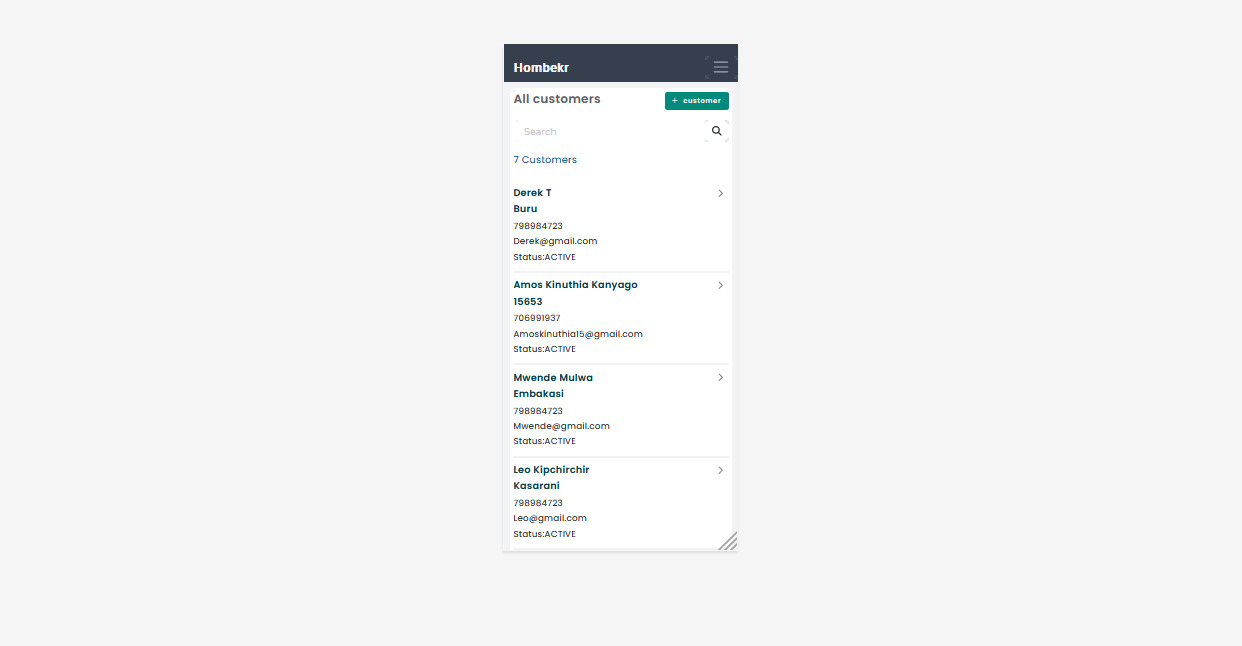 Hombekr
All customers
+ customer
Search
7 Customers
Derek T
Buru
798984723
Derek@gmail.com
Status:ACTIVE
Amos Kinuthia Kanyago
15653
706991937
Amoskinuthia15@gmail.com
Status:ACTIVE
Mwende Mulwa
Embakasi
798984723
Mwende@gmail.com
Status:ACTIVE
Leo Kipchirchir
Kasarani
798984723
Leo@gmail.com
Status:ACTIVE